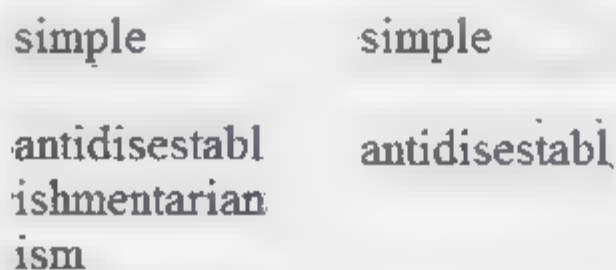 simple
simple
antidisestabl
ishmentarian
ism
antidisestabl